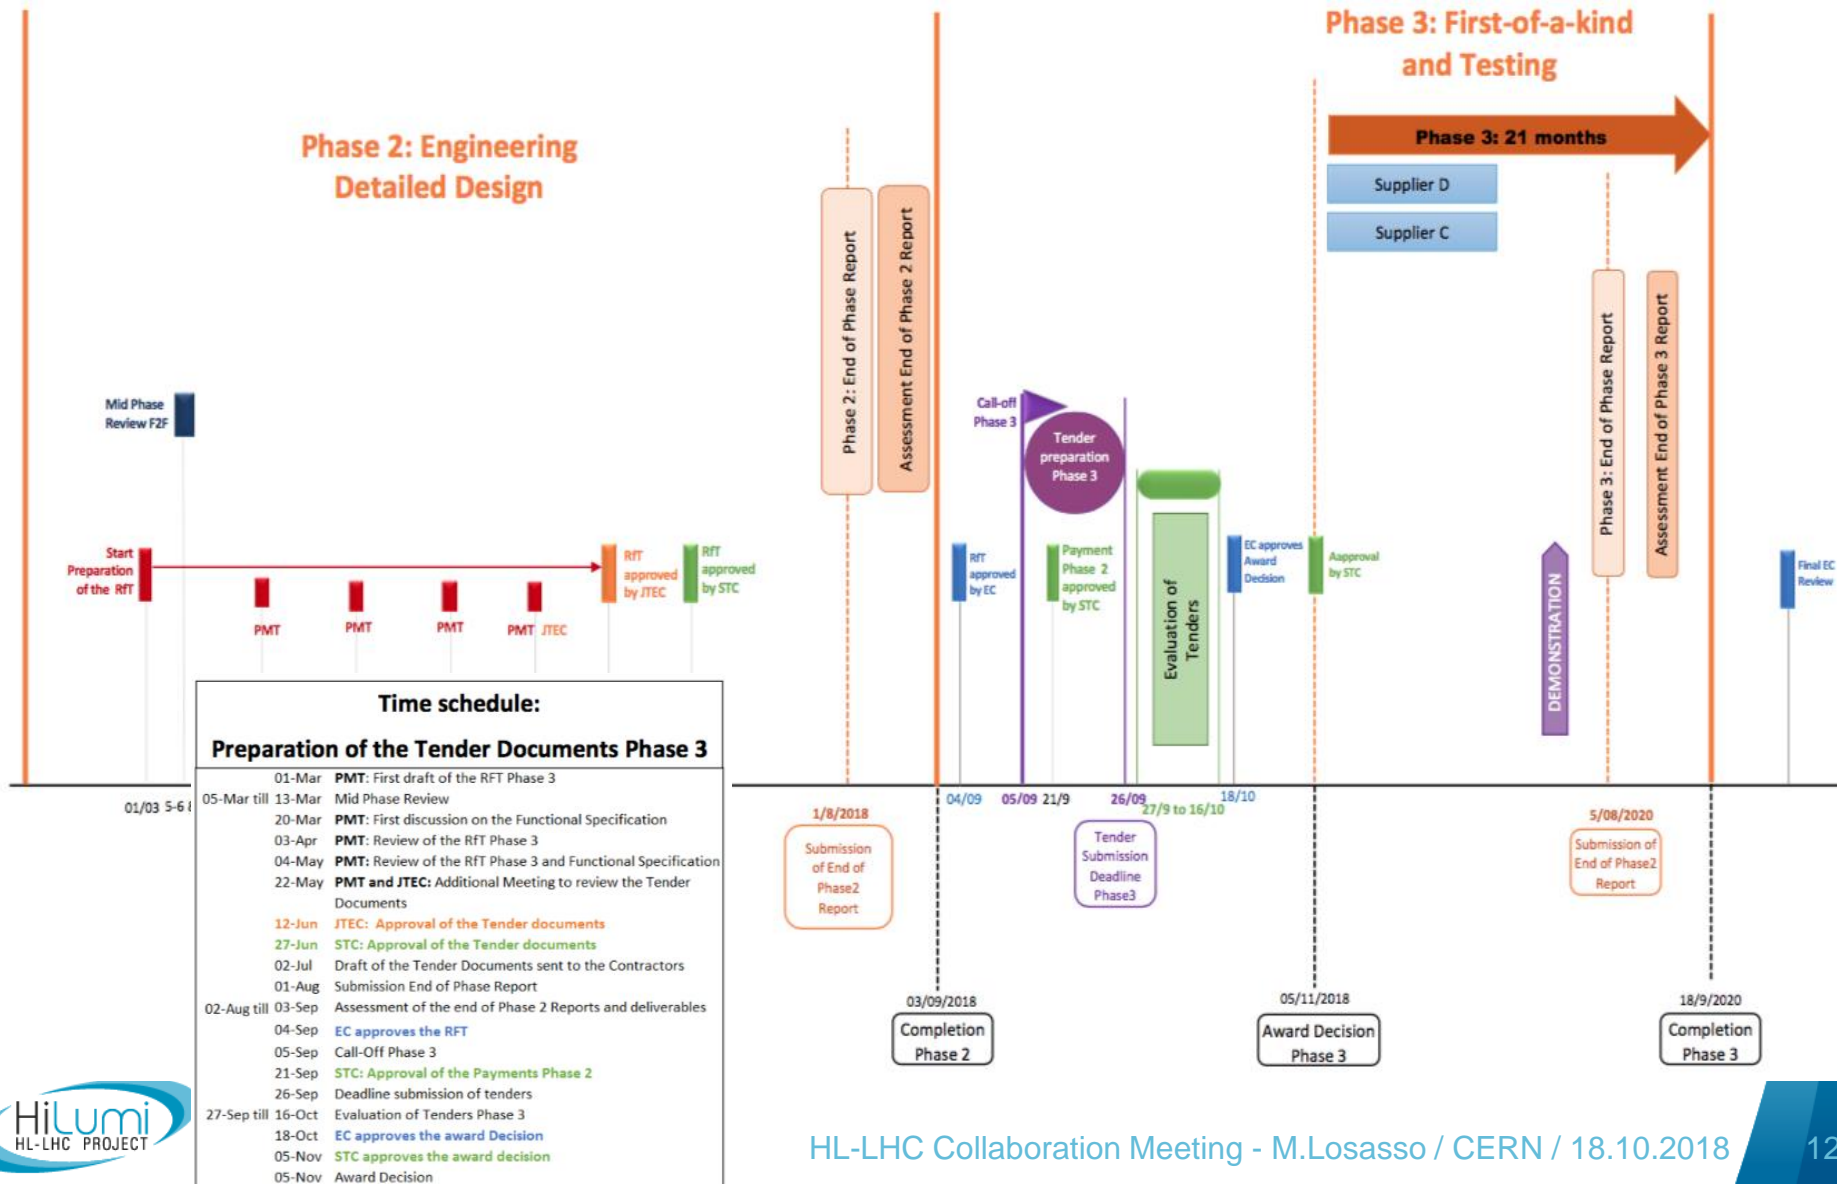 Phase 3: First-of-a-kind
and Testing
Phase 3: 21 months
Phase 2: Engineering
Detailed Design
Supplier D
Supplier C
Phase 2: End of Phase Report
Assessment End of Phase 2 Report
Phase 3: End of Phase Report
Assessment End of Phase 3 Report
Mid Phase
Review F2F
Call-off
Phase 3
Tender
preparation
Phase 3
Start
Preparation
of the RfT
RfT
approved
by JTEC
RfT
approved
by STC
RfT
approved
by EC
Payment
Phase 2
approved
by STC
Evaluation of
Tenders
EC approves
Award
Decision
Aapproval
by STC
DEMONSTRATION
Final EC
Review
PMT
PMT
PMT
PMT JTEC
01/03 5-6
04/09
05/09 21/9
26/09
27/9 to 16/10
18/10
1/8/2018
Submission
of End of
Phase2
Report
Tender
Submission
Deadline
Phase3
5/08/2020
Submission of
End of Phase2
Report
03/09/2018
Completion
Phase 2
05/11/2018
Award Decision
Phase 3
18/9/2020
Completion
Phase 3
Time schedule:
Preparation of the Tender Documents Phase 3
01-Mar PMT: First draft of the RFT Phase 3
05-Mar till 13-Mar Mid Phase Review
20-Mar PMT: First discussion on the Functional Specification
03-Apr PMT: Review of the RfT Phase 3
04-May PMT: Review of the RfT Phase 3 and Functional Specification
22-May PMT and JTEC: Additional Meeting to review the Tender
Documents
12-Jun JTEC: Approval of the Tender documents
27-Jun STC: Approval of the Tender documents
02-Jul Draft of the Tender Documents sent to the Contractors
01-Aug Submission End of Phase Report
02-Aug till 03-Sep Assessment of the end of Phase 2 Reports and deliverables
04-Sep EC approves the RFT
05-Sep Call-Off Phase 3
21-Sep STC: Approval of the Payments Phase 2
26-Sep Deadline submission of tenders
27-Sep till 16-Oct Evaluation of Tenders Phase 3
18-Oct EC approves the award Decision
05-Nov STC approves the award decision
05-Nov Award Decision
HiLumi
HL-LHC PROJECT
HL-LHC Collaboration Meeting - M.Losasso / CERN / 18.10.2018
12